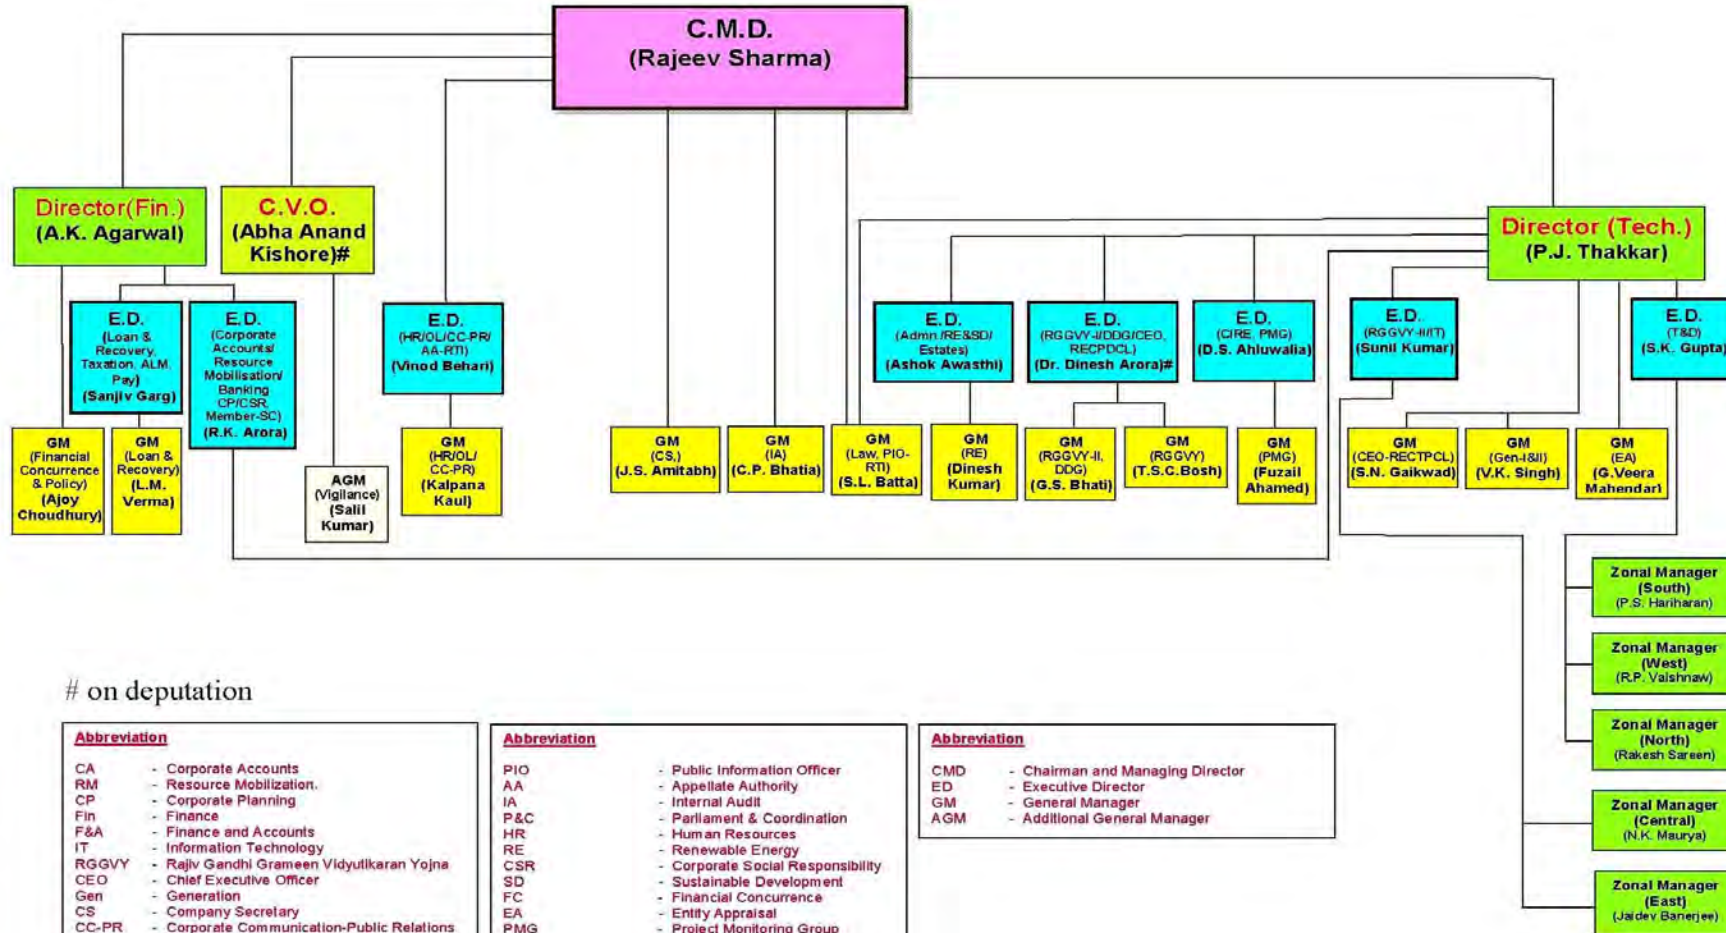 C.M.D.
(Rajeev Sharma)
Director(Fin.)
(A.K. Agarwal)
C.V.O.
(Abha Anand
Kishore)#
Director (Tech.)
(P.J. Thakkar)
E.D.
(Loan &
Recovery,
Taxation, ALM,
Pay)
(Sanjiv Garg)
E.D.
(Corporate
Accounts/
Resource
Mobilisation/
Banking
CP/CSR,
Member-SC)
(R.K. Arora)
E.D.
(HR/OL/CC-PR/
AA-RTI)
(Vinod Behari)
E.D.
(Admn./RE&SD/
Estates)
(Ashok Awasthi)
E.D.
(RGGVY-I/DDG/CEO,
RECPDCL)
(Dr. Dinesh Arora)#
E.D.
(CIRE, PMG)
(D.S. Ahluwalia)
E.D.
(RGGVY-II/IT)
(Sunil Kumar)
E.D.
(T&D)
(S.K. Gupta)
GM
(Financial
Concurrence
& Policy)
(Ajoy
Choudhury)
GM
(Loan &
Recovery)
(L.M.
Verma)
AGM
(Vigilance)
(Salil
Kumar)
GM
(HR/OL/
CC-PR)
(Kalpana
Kaul)
GM
(CS,)
(J.S. Amitabh)
GM
(IA)
(C.P. Bhatia)
GM
(Law, PIO-
RTI)
(S.L. Batta)
GM
(RE)
(Dinesh
Kumar)
GM
(RGGVY-II,
DDG)
(G.S. Bhati)
GM
(RGGVY)
(T.S.C.Bosh)
GM
(PMG)
(Fuzail
Ahamed)
GM
(CEO-RECTPCL)
(S.N. Gaikwad)
GM
(Gen-I&II)
(V.K. Singh)
GM
(EA)
(G.Veera
Mahendar)
Zonal Manager
(South)
(P.S. Hariharan)
Zonal Manager
(West)
(R.P. Vaishnaw)
Zonal Manager
(North)
(Rakesh Sareen)
Zonal Manager
(Central)
(N.K. Maurya)
Zonal Manager
(East)
(Jaidev Banerjee)
# on deputation
Abbreviation
CA - Corporate Accounts
RM - Resource Mobilization.
CP - Corporate Planning
Fin - Finance
F&A - Finance and Accounts
IT - Information Technology
RGGVY - Rajiv Gandhi Grameen Vidyutikaran Yojna
CEO - Chief Executive Officer
Gen - Generation
CS - Company Secretary
CC-PR - Corporate Communication-Public Relations
Abbreviation
PIO - Public Information Officer
AA - Appellate Authority
IA - Internal Audit
P&C - Parliament & Coordination
HR - Human Resources
RE - Renewable Energy
CSR - Corporate Social Responsibility
SD - Sustainable Development
FC - Financial Concurrence
EA - Entity Appraisal
PMG - Project Monitoring Group
Abbreviation
CMD - Chairman and Managing Director
ED - Executive Director
GM - General Manager
AGM - Additional General Manager